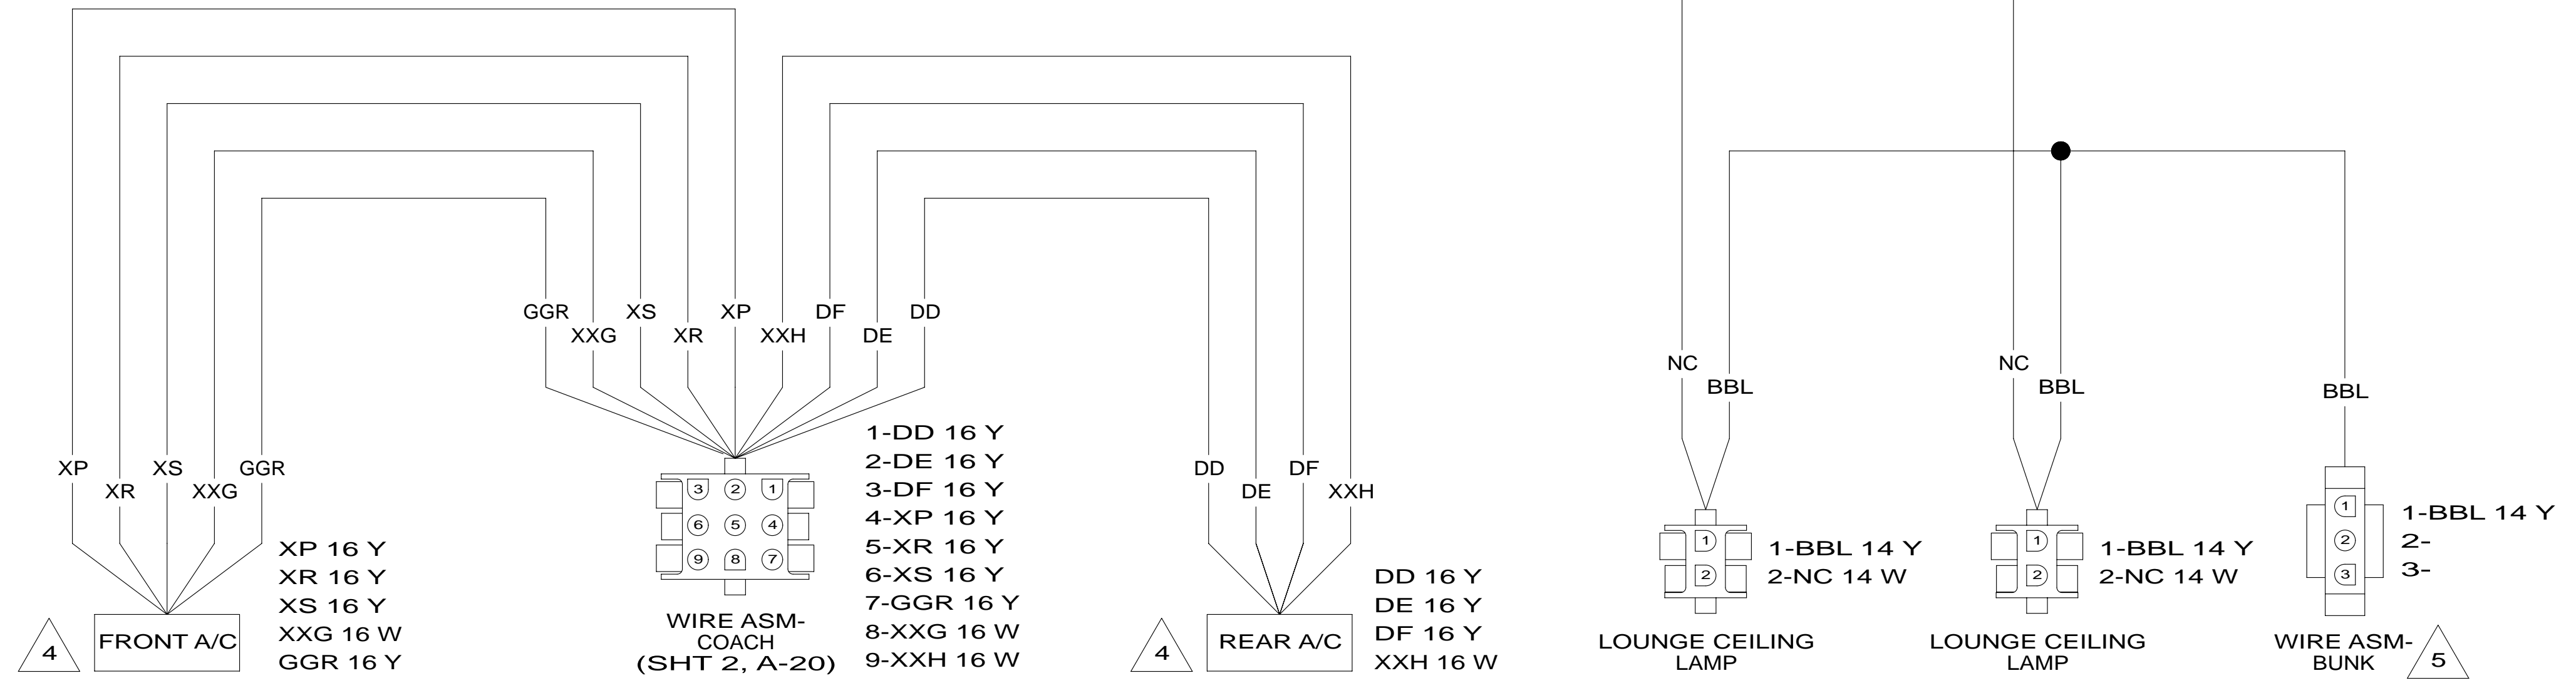 GGR
XXG
XS
XR
XP
XXH
DF
DE
DD
XP
XR
XS
XXG
GGR
4
FRONT A/C
XP 16 Y
XR 16 Y
XS 16 Y
XXG 16 W
GGR 16 Y
3 2 1
6 5 4
9 8 7
WIRE ASM-
COACH
(SHT 2, A-20)
1-DD 16 Y
2-DE 16 Y
3-DF 16 Y
4-XP 16 Y
5-XR 16 Y
6-XS 16 Y
7-GGR 16 Y
8-XXG 16 W
9-XXH 16 W
DD
DE
DF
XXH
4
REAR A/C
DD 16 Y
DE 16 Y
DF 16 Y
XXH 16 W
NC
BBL
1
2
1-BBL 14 Y
2-NC 14 W
LOUNGE CEILING
LAMP
NC
BBL
1
2
1-BBL 14 Y
2-NC 14 W
LOUNGE CEILING
LAMP
BBL
1
2
3
1-BBL 14 Y
2-
3-
WIRE ASM-
BUNK
5